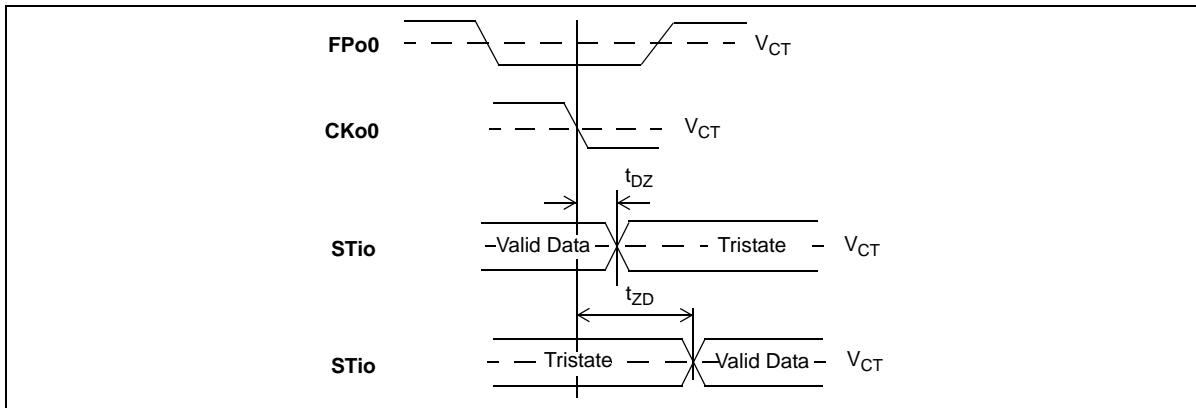 FPo0
V_CT
CKo0
V_CT
t_DZ
STio
Valid Data
Tristate
V_CT
t_ZD
STio
Tristate
Valid Data
V_CT